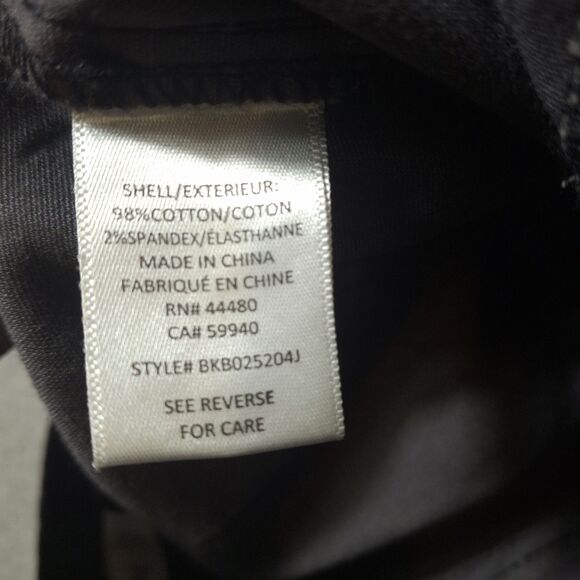 SHELL/EXTERIEUR:
98%COTTON/COTON
2%SPANDEX/ÉLASTHANNE
MADE IN CHINA
FABRIQUÉ EN CHINE
RN# 44480
CA# 59940
STYLE# BKB025204J
SEE REVERSE
FOR CARE